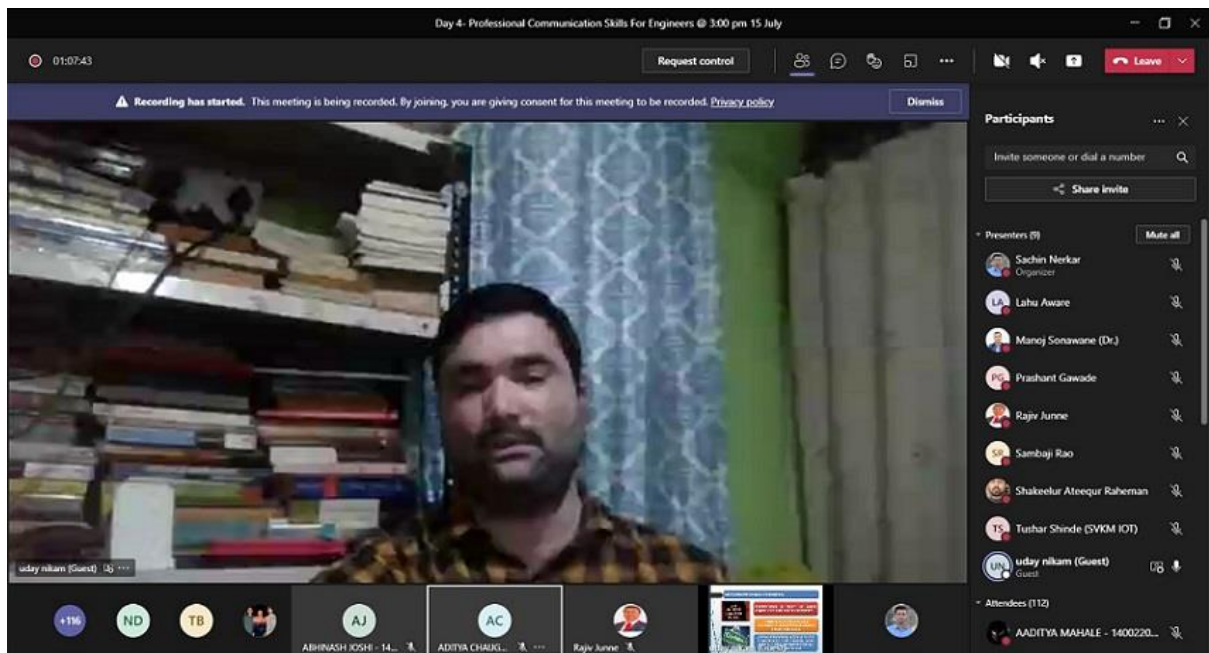 Day 4- Professional Communication Skills For Engineers @ 3:00 pm 15 July
01:07:43
Request control
Leave
Recording has started. This meeting is being recorded. By joining, you are giving consent for this meeting to be recorded. Privacy policy
Dismiss
Participants
Invite someone or dial a number
Share invite
Presenters (9)
Mute all
Sachin Nerkar
Organizer
LA
Lahu Aware
Manoj Sonawane (Dr.)
PG
Prashant Gawade
Rajiv Junne
SR
Sambaji Rao
Shakeelur Ateequr Raheman
TS
Tushar Shinde (SVKM IOT)
UN
uday nikam (Guest)
Guest
Attendees (112)
AADITYA MAHALE - 1400220...
uday nikam (Guest)
+116
ND
TB
AJ
ABHINASH JOSHI - 14...
AC
ADITYA CHAUG...
Rajiv Junne